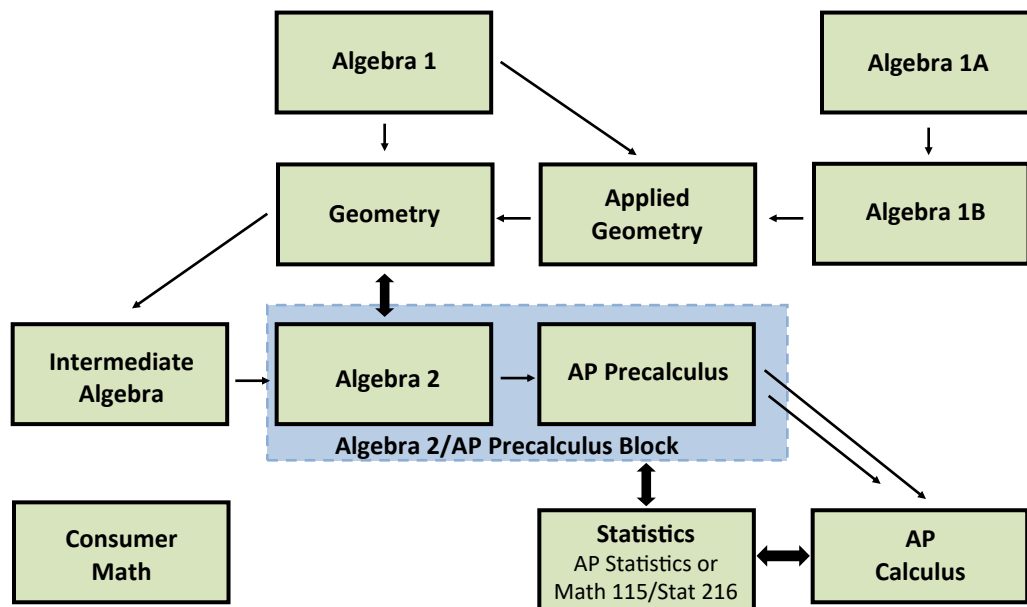 Algebra 1
Algebra 1A
Geometry
Applied
Geometry
Algebra 1B
Intermediate
Algebra
Algebra 2
AP Precalculus
Algebra 2/AP Precalculus Block
Consumer
Math
Statistics
AP Statistics or
Math 115/Stat 216
AP
Calculus